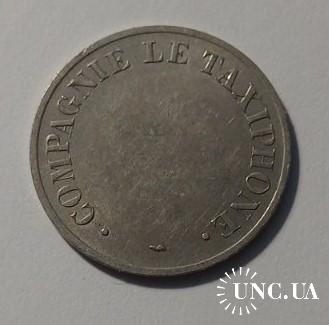 · COMPAGNIE LE TAXIPHONE ·
UNC.UA